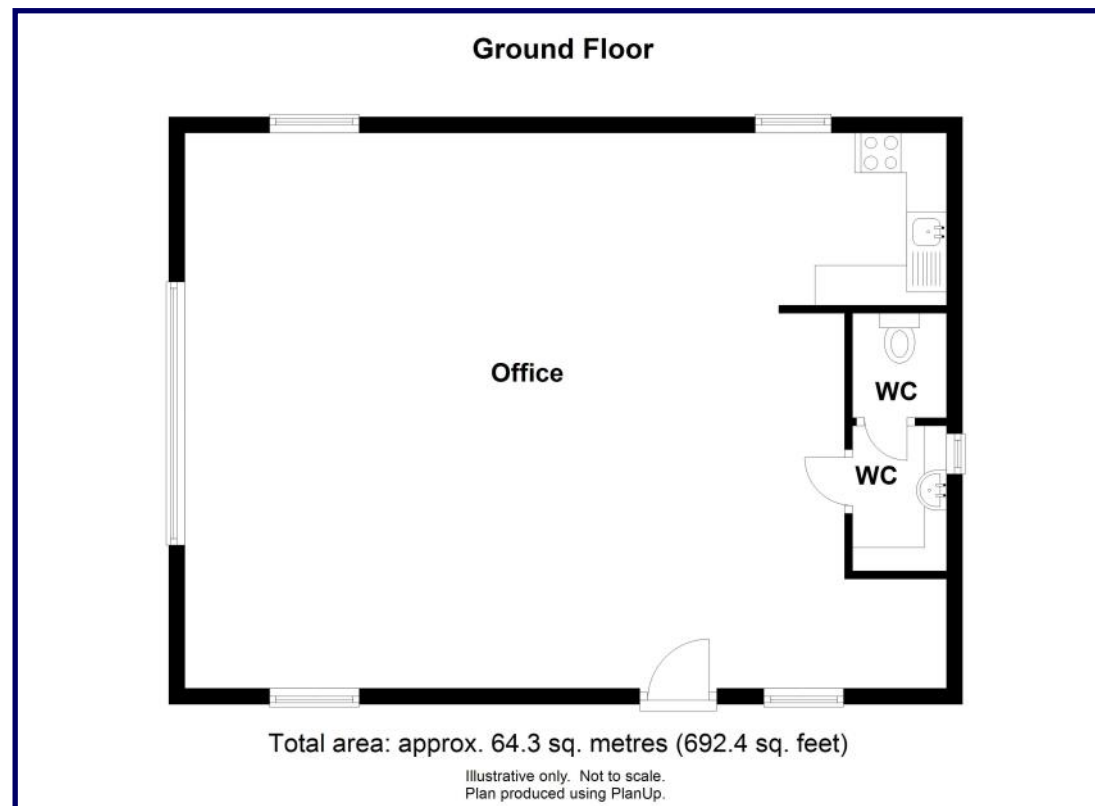 Ground Floor
Office
WC
WC
Total area: approx. 64.3 sq. metres (692.4 sq. feet)
Illustrative only. Not to scale.
Plan produced using PlanUp.